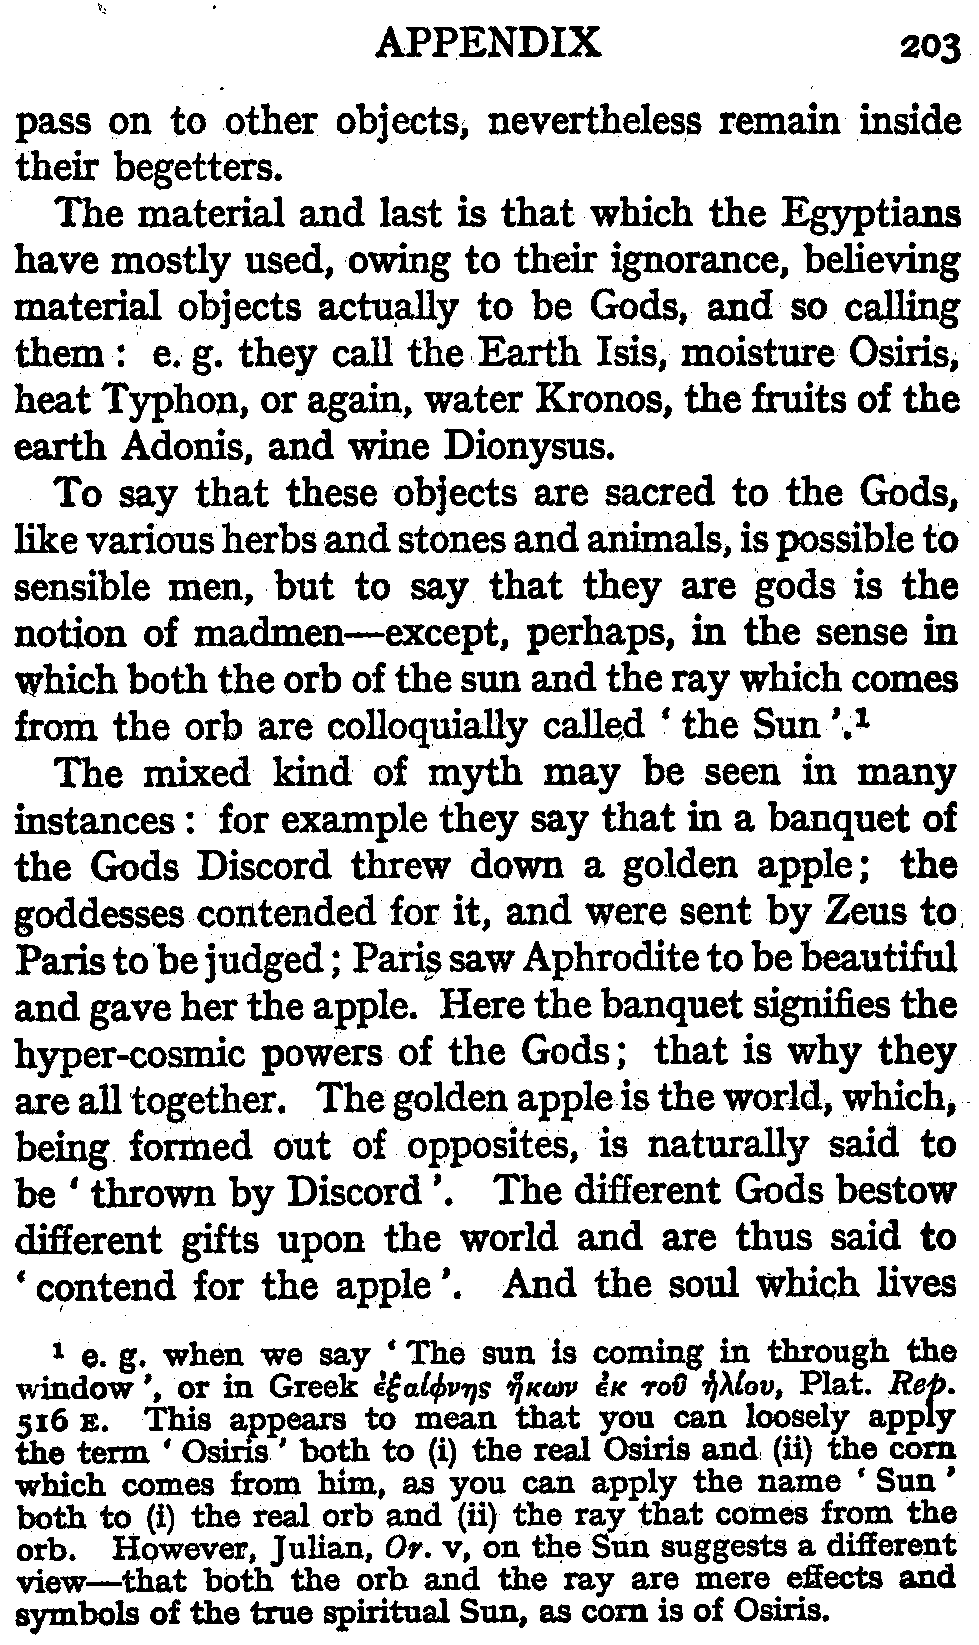 APPENDIX 203
pass on to other objects, nevertheless remain inside
their begetters.
The material and last is that which the Egyptians
have mostly used, owing to their ignorance, believing
material objects actually to be Gods, and so calling
them : e. g. they call the Earth Isis, moisture Osiris,
heat Typhon, or again, water Kronos, the fruits of the
earth Adonis, and wine Dionysus.
To say that these objects are sacred to the Gods,
like various herbs and stones and animals, is possible to
sensible men, but to say that they are gods is the
notion of madmen—except, perhaps, in the sense in
which both the orb of the sun and the ray which comes
from the orb are colloquially called ‘ the Sun ’.¹
The mixed kind of myth may be seen in many
instances : for example they say that in a banquet of
the Gods Discord threw down a golden apple ; the
goddesses contended for it, and were sent by Zeus to
Paris to be judged ; Paris saw Aphrodite to be beautiful
and gave her the apple. Here the banquet signifies the
hyper-cosmic powers of the Gods ; that is why they
are all together. The golden apple is the world, which,
being formed out of opposites, is naturally said to
be ‘ thrown by Discord ’. The different Gods bestow
different gifts upon the world and are thus said to
‘ contend for the apple ’. And the soul which lives
¹ e. g. when we say ‘ The sun is coming in through the
window ’, or in Greek ἐξαίφνης ἥκων ἐκ τοῦ ἡλίου, Plat. Rep.
516 E. This appears to mean that you can loosely apply
the term ‘ Osiris ’ both to (i) the real Osiris and (ii) the corn
which comes from him, as you can apply the name ‘ Sun ’
both to (i) the real orb and (ii) the ray that comes from the
orb. However, Julian, Or. v, on the Sun suggests a different
view—that both the orb and the ray are mere effects and
symbols of the true spiritual Sun, as corn is of Osiris.